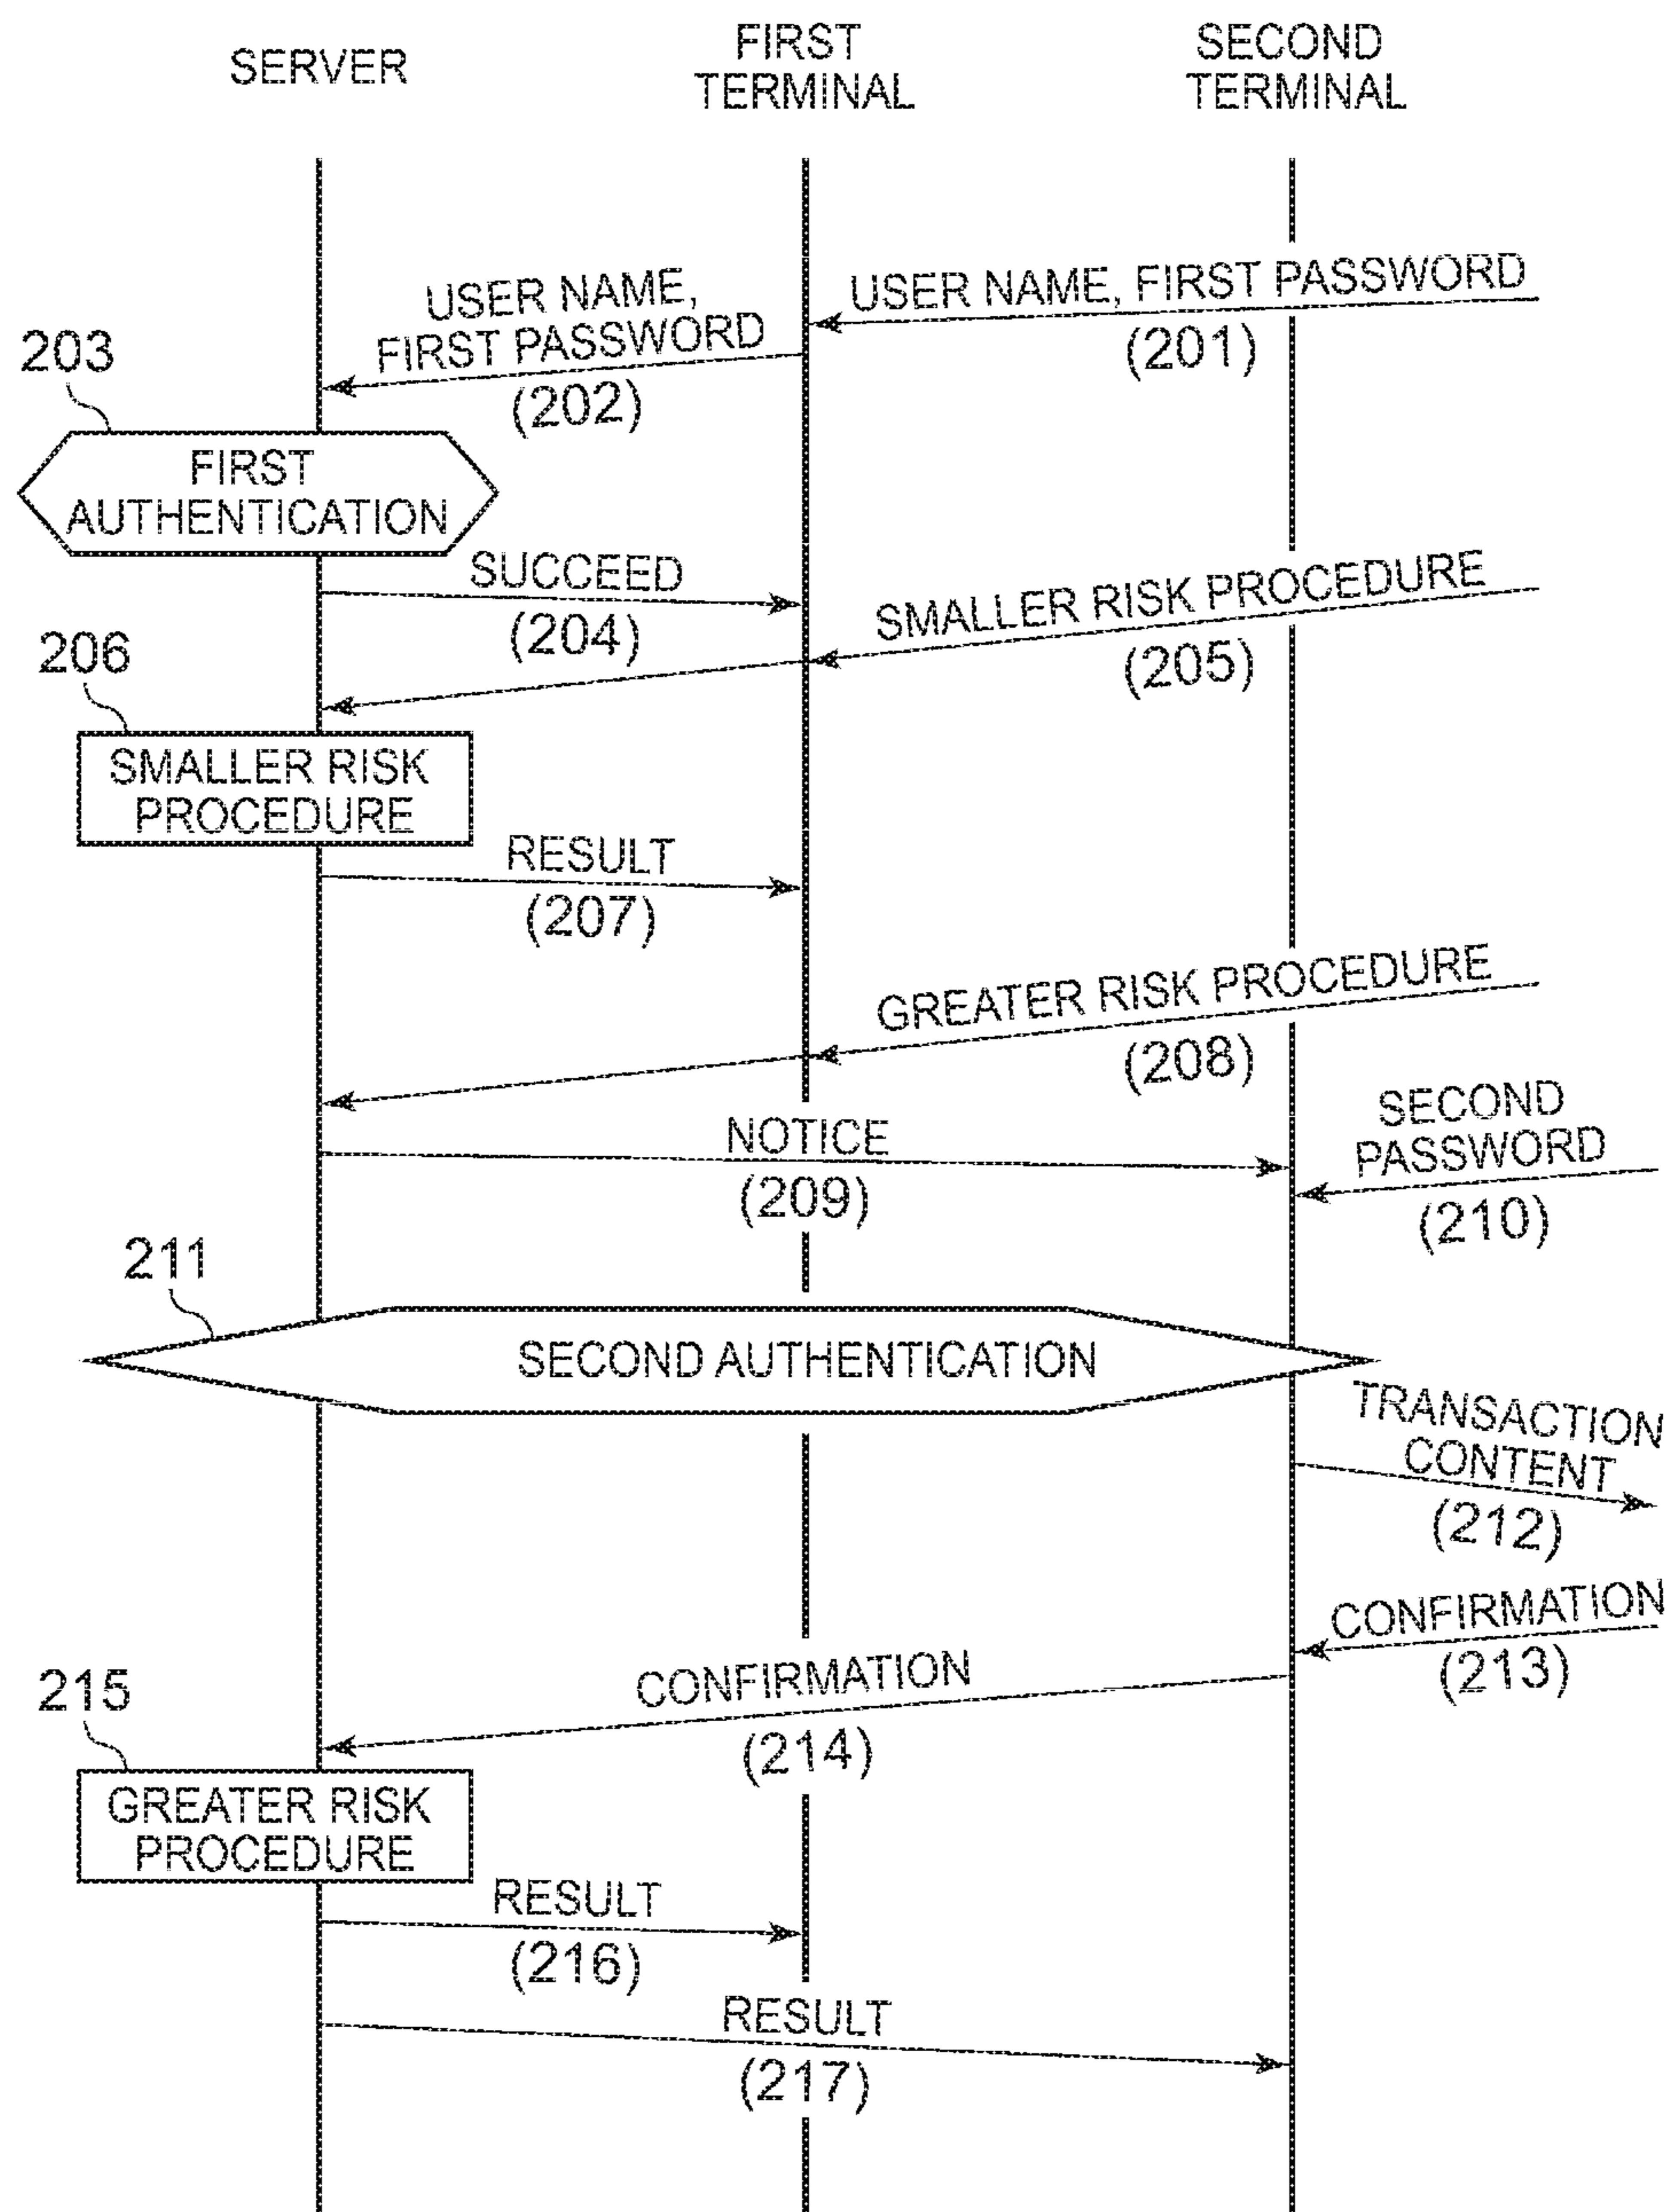 SERVER
FIRST
TERMINAL
SECOND
TERMINAL
USER NAME, FIRST PASSWORD
(201)
USER NAME,
FIRST PASSWORD
(202)
203
FIRST
AUTHENTICATION
SUCCEED
(204)
SMALLER RISK PROCEDURE
(205)
206
SMALLER RISK
PROCEDURE
RESULT
(207)
GREATER RISK PROCEDURE
(208)
NOTICE
(209)
SECOND
PASSWORD
(210)
211
SECOND AUTHENTICATION
TRANSACTION
CONTENT
(212)
CONFIRMATION
(213)
CONFIRMATION
(214)
215
GREATER RISK
PROCEDURE
RESULT
(216)
RESULT
(217)